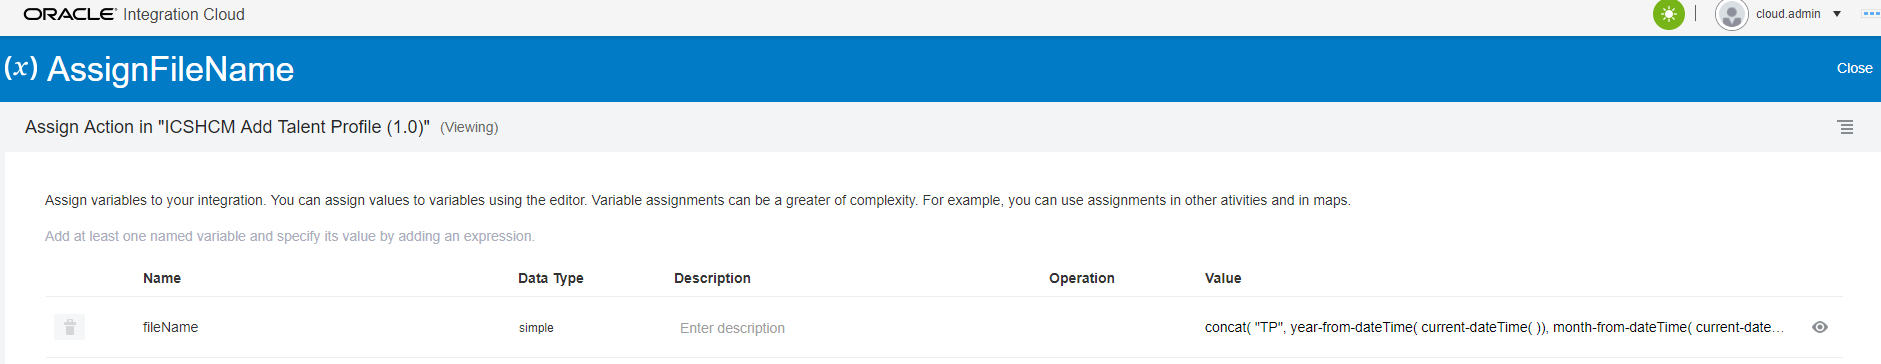 ORACLE Integration Cloud
cloud.admin
(x) AssignFileName
Close
Assign Action in "ICSHCM Add Talent Profile (1.0)" (Viewing)
Assign variables to your integration. You can assign values to variables using the editor. Variable assignments can be a greater of complexity. For example, you can use assignments in other ativities and in maps.
Add at least one named variable and specify its value by adding an expression.
Name Data Type Description Operation Value
fileName simple Enter description concat( "TP", year-from-dateTime( current-dateTime( )), month-from-dateTime( current-date...